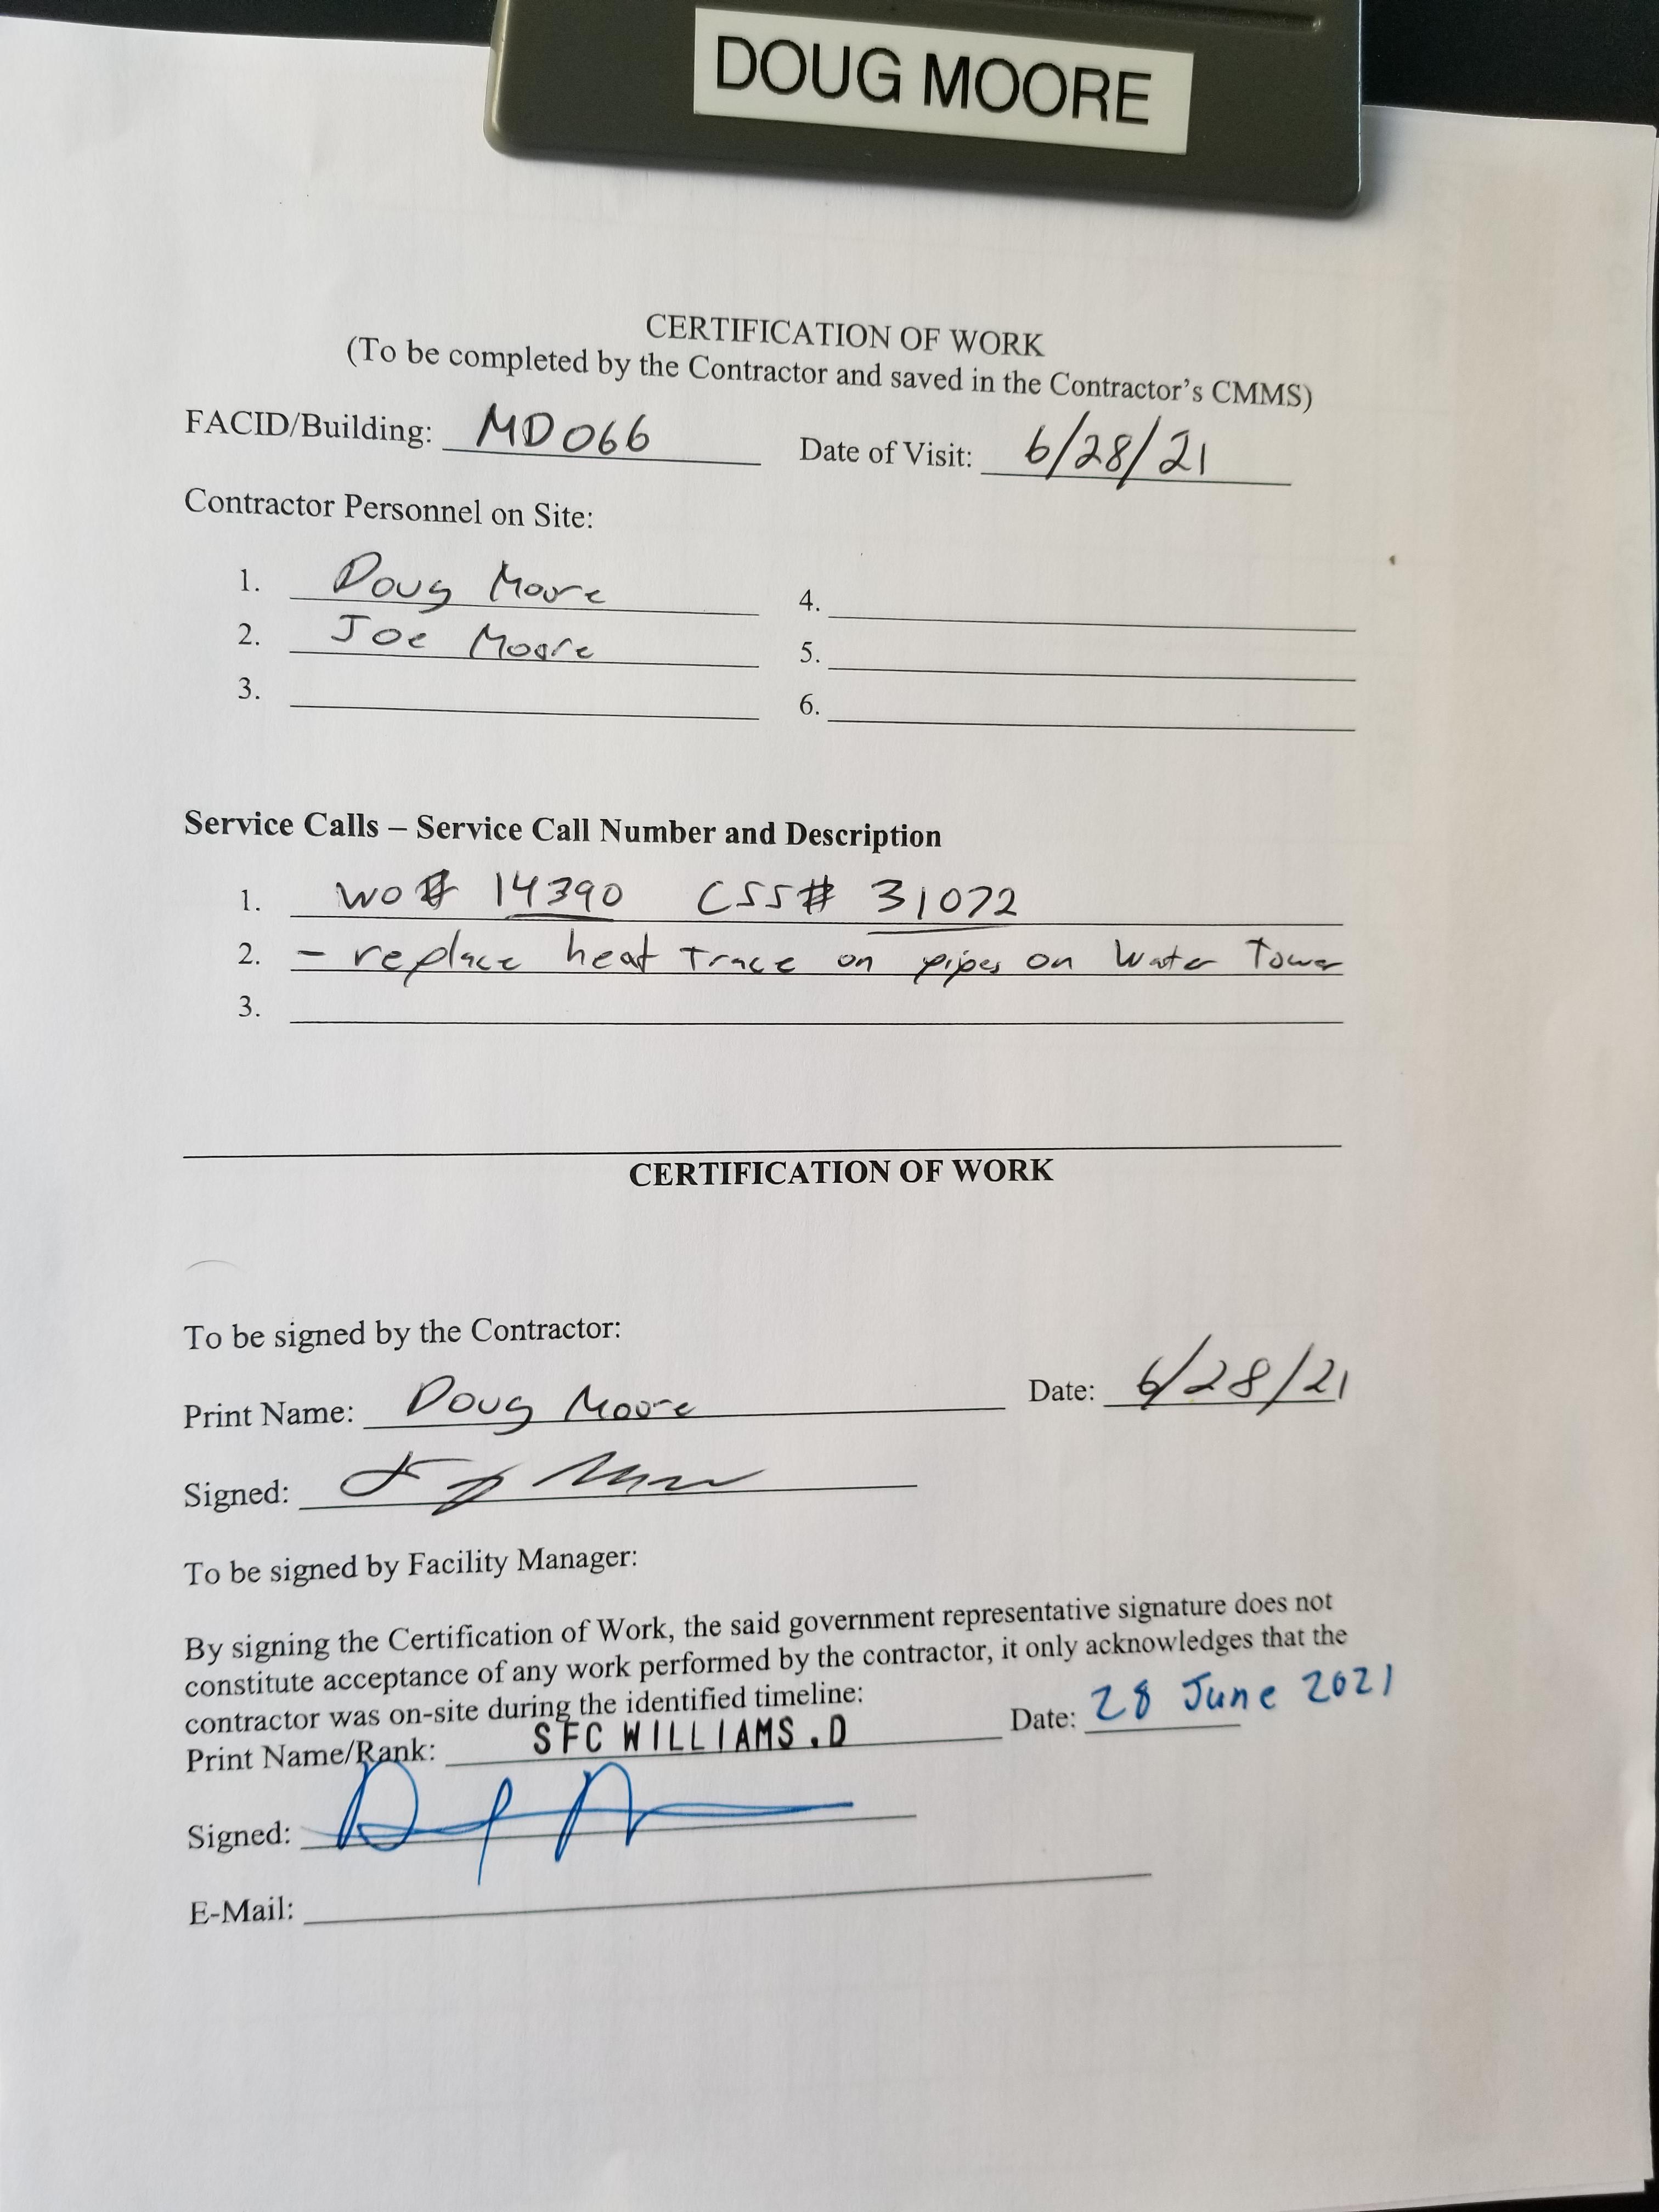 DOUG MOORE
CERTIFICATION OF WORK
(To be completed by the Contractor and saved in the Contractor's CMMS)
FACID/Building: MD066 Date of Visit: 6/28/21
Contractor Personnel on Site:
1. Doug Moore 4.
2. Joe Moore 5.
3. 6.
Service Calls – Service Call Number and Description
1. WO# 14390 CSS# 31072
2. - replace heat Trace on pipes on Water Tower
3.
CERTIFICATION OF WORK
To be signed by the Contractor:
Print Name: Doug Moore Date: 6/28/21
Signed:
To be signed by Facility Manager:
By signing the Certification of Work, the said government representative signature does not
constitute acceptance of any work performed by the contractor, it only acknowledges that the
contractor was on-site during the identified timeline:
Print Name/Rank: SFC WILLIAMS.D Date: 28 June 2021
Signed:
E-Mail: